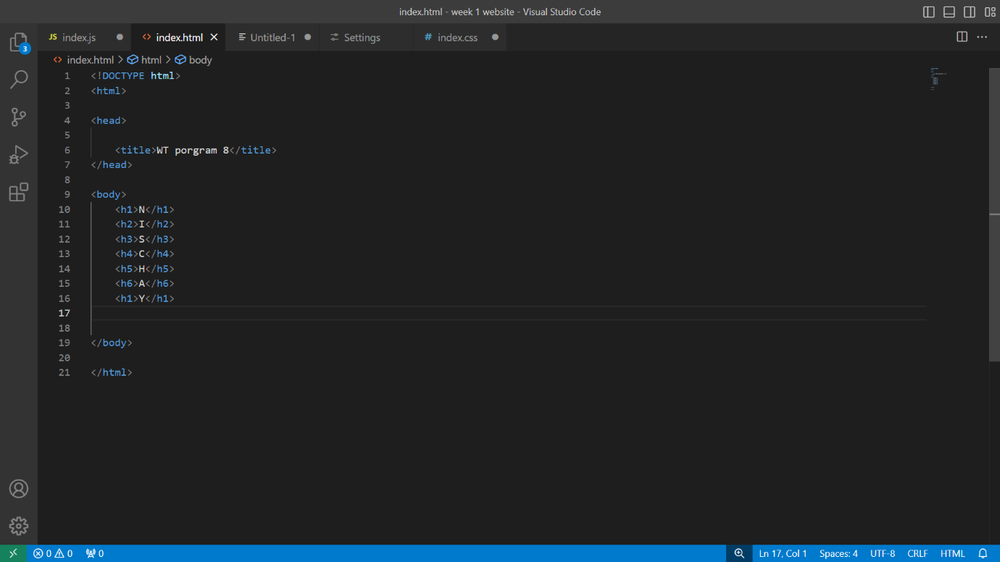 index.html - week 1 website - Visual Studio Code
JS index.js index.html Untitled-1 Settings # index.css
3
index.html > html > body
1 <!DOCTYPE html>
2 <html>
3
4 <head>
5
6 <title>WT porgram 8</title>
7 </head>
8
9 <body>
10 <h1>N</h1>
11 <h2>I</h2>
12 <h3>S</h3>
13 <h4>C</h4>
14 <h5>H</h5>
15 <h6>A</h6>
16 <h1>Y</h1>
17
18
19 </body>
20
21 </html>
0 0 0 Ln 17, Col 1 Spaces: 4 UTF-8 CRLF HTML